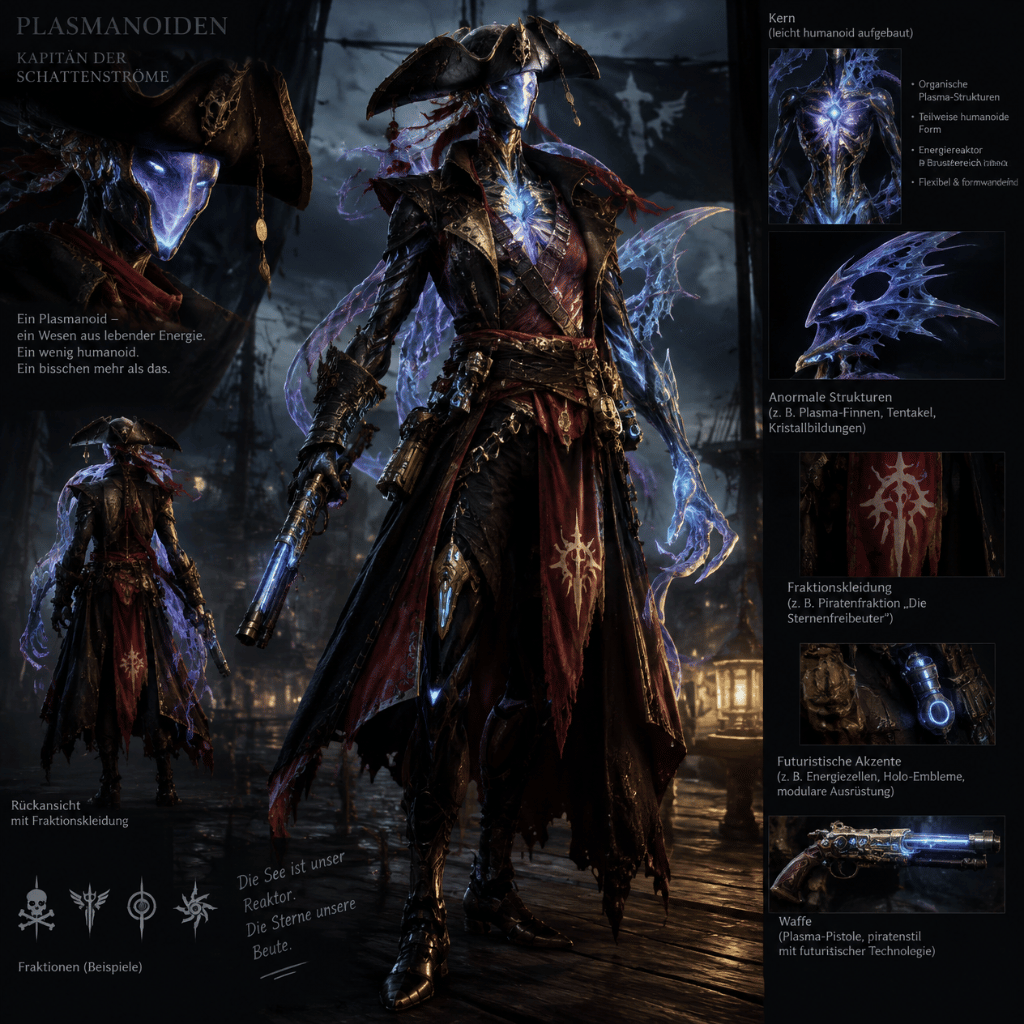 PLASMANOIDEN
KAPITÄN DER
SCHATTENSTRÖME
Ein Plasmanoid –
ein Wesen aus lebender Energie.
Ein wenig humanoid.
Ein bisschen mehr als das.
Rückansicht
mit Fraktionskleidung
Fraktionen (Beispiele)
Die See ist unser
Reaktor.
Die Sterne unsere
Beute.
Kern
(leicht humanoid aufgebaut)
• Organische
Plasma-Strukturen
• Teilweise humanoide
Form
• Energiereaktor
Brustbereich
• Flexibel & formwandelnd
Anormale Strukturen
(z. B. Plasma-Finnen, Tentakel,
Kristallbildungen)
Fraktionskleidung
(z. B. Piratenfraktion „Die
Sternenfreibeuter”)
Futuristische Akzente
(z. B. Energiezellen, Holo-Embleme,
modulare Ausrüstung)
Waffe
(Plasma-Pistole, piratenstil
mit futuritischer Technologie)